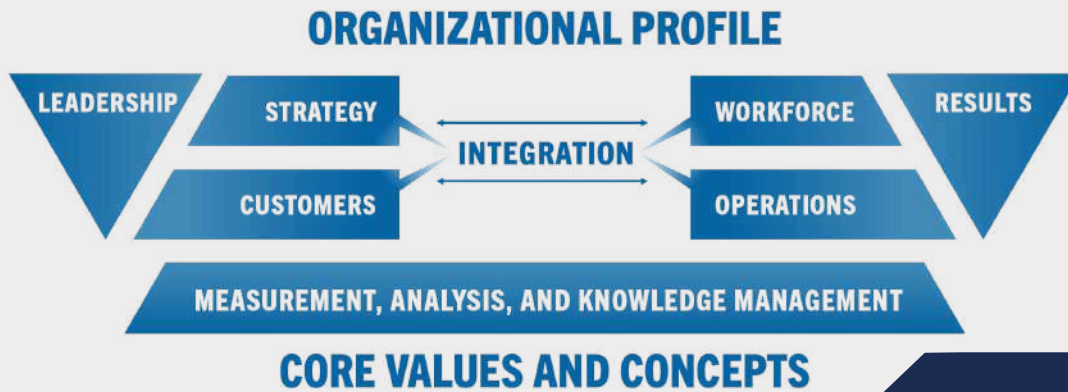 ORGANIZATIONAL PROFILE
LEADERSHIP
STRATEGY
WORKFORCE
RESULTS
INTEGRATION
CUSTOMERS
OPERATIONS
MEASUREMENT, ANALYSIS, AND KNOWLEDGE MANAGEMENT
CORE VALUES AND CONCEPTS